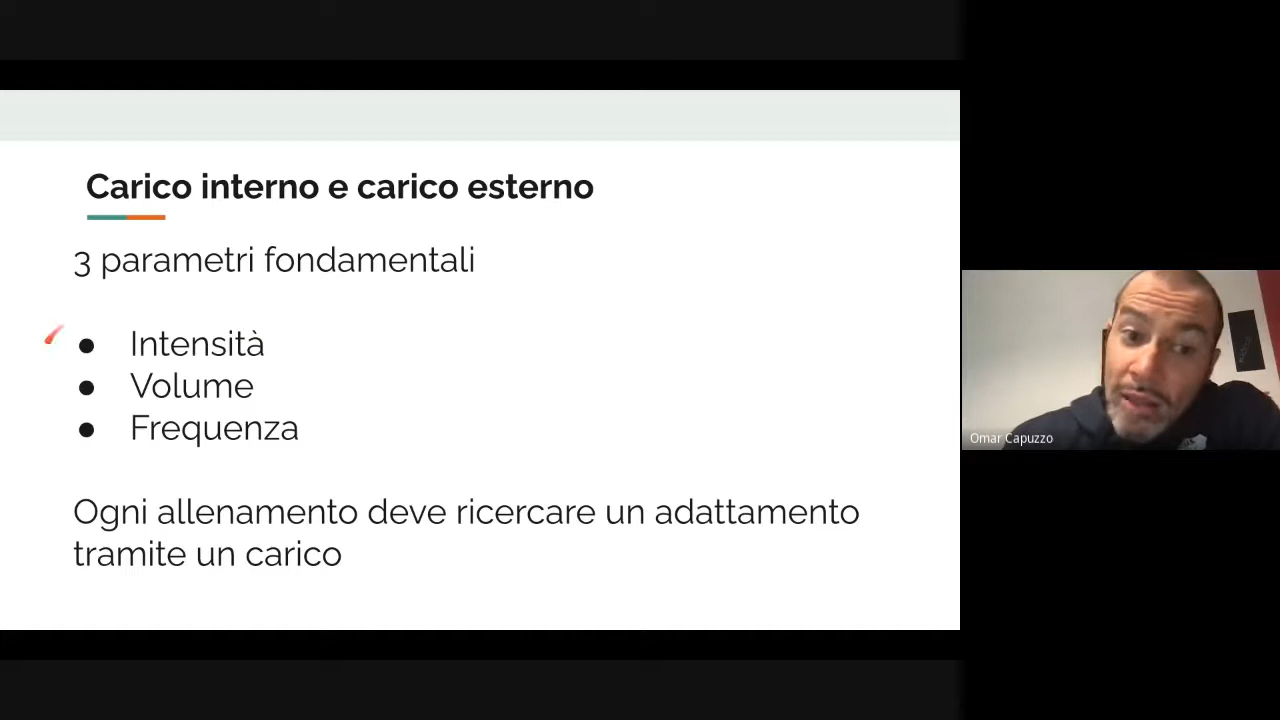 Carico interno e carico esterno
3 parametri fondamentali
● Intensità
● Volume
● Frequenza
Ogni allenamento deve ricercare un adattamento
tramite un carico
Omar Capuzzo